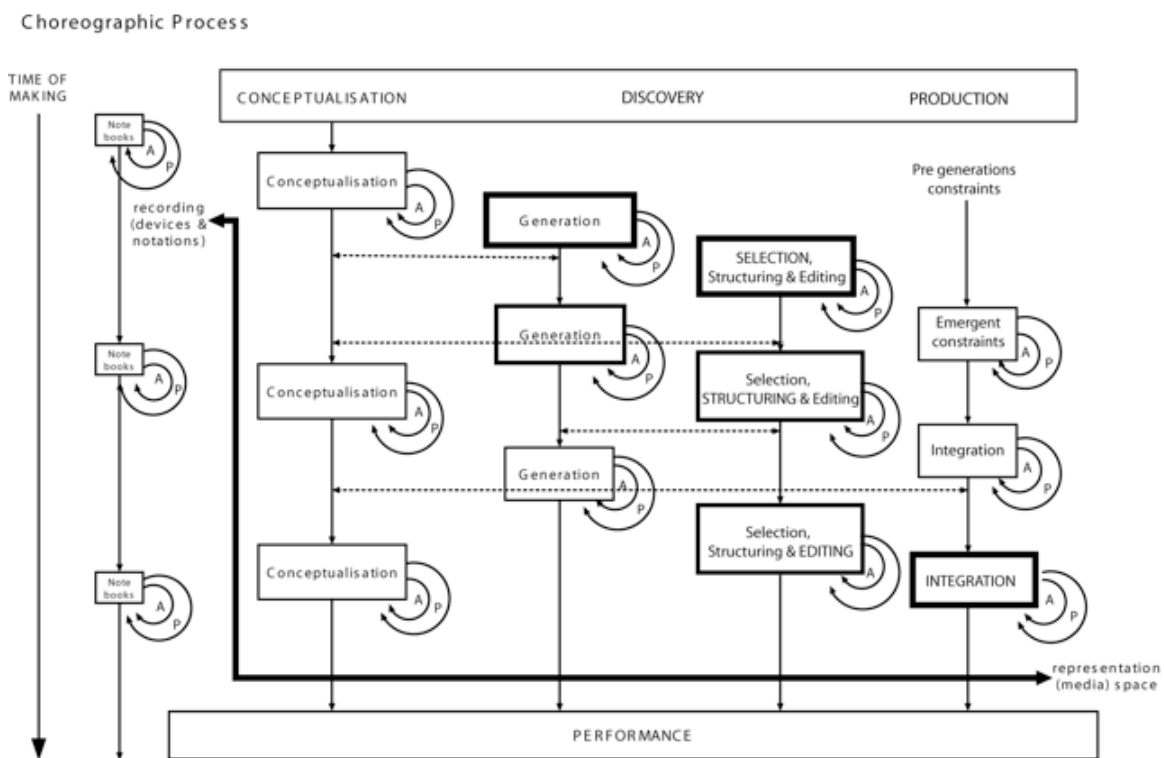 Choreographic Process
TIME OF
MAKING
CONCEPTUALISATION
DISCOVERY
PRODUCTION
Note
books
A
P
Conceptualisation
A
P
Pre generations
constraints
recording
(devices &
notations)
Generation
A
P
SELECTION,
Structuring & Editing
A
P
Generation
A
P
Emergent
constraints
A
P
Note
books
A
P
Conceptualisation
A
P
Selection,
STRUCTURING & Editing
A
P
Integration
A
P
Generation
A
P
Selection,
Structuring & EDITING
A
P
Note
books
A
P
Conceptualisation
A
P
INTEGRATION
A
P
representation
(media) space
PERFORMANCE